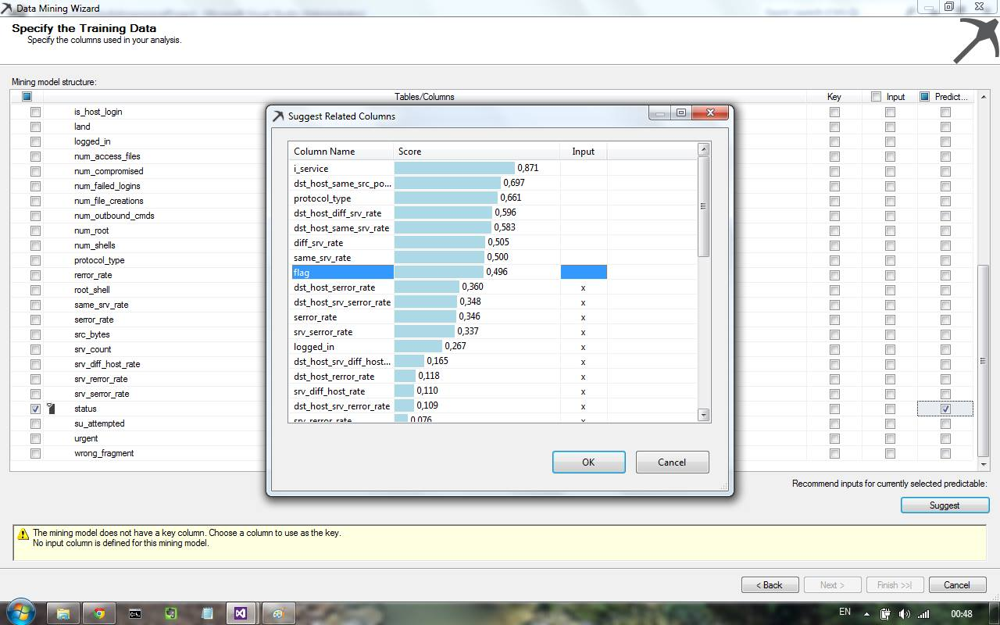 Data Mining Wizard
Specify the Training Data
Specify the columns used in your analysis.
Mining model structure:
Tables/Columns Key Input Predict...
is_host_login
land
logged_in
num_access_files
num_compromised
num_failed_logins
num_file_creations
num_outbound_cmds
num_root
num_shells
protocol_type
rerror_rate
root_shell
same_srv_rate
serror_rate
src_bytes
srv_count
srv_diff_host_rate
srv_rerror_rate
srv_serror_rate
status
su_attempted
urgent
wrong_fragment
Suggest Related Columns
Column Name Score Input
i_service 0,871
dst_host_same_src_po... 0,697
protocol_type 0,661
dst_host_diff_srv_rate 0,596
dst_host_same_srv_rate 0,583
diff_srv_rate 0,505
same_srv_rate 0,500
flag 0,496
dst_host_serror_rate 0,360 x
dst_host_srv_serror_rate 0,348 x
serror_rate 0,346 x
srv_serror_rate 0,337 x
logged_in 0,267 x
dst_host_srv_diff_host... 0,165 x
dst_host_rerror_rate 0,118 x
srv_diff_host_rate 0,110 x
dst_host_srv_rerror_rate 0,109 x
srv_rerror_rate 0,076 x
OK Cancel
Recommend inputs for currently selected predictable:
Suggest
The mining model does not have a key column. Choose a column to use as the key.
No input column is defined for this mining model.
< Back Next > Finish >>| Cancel
EN 00:48